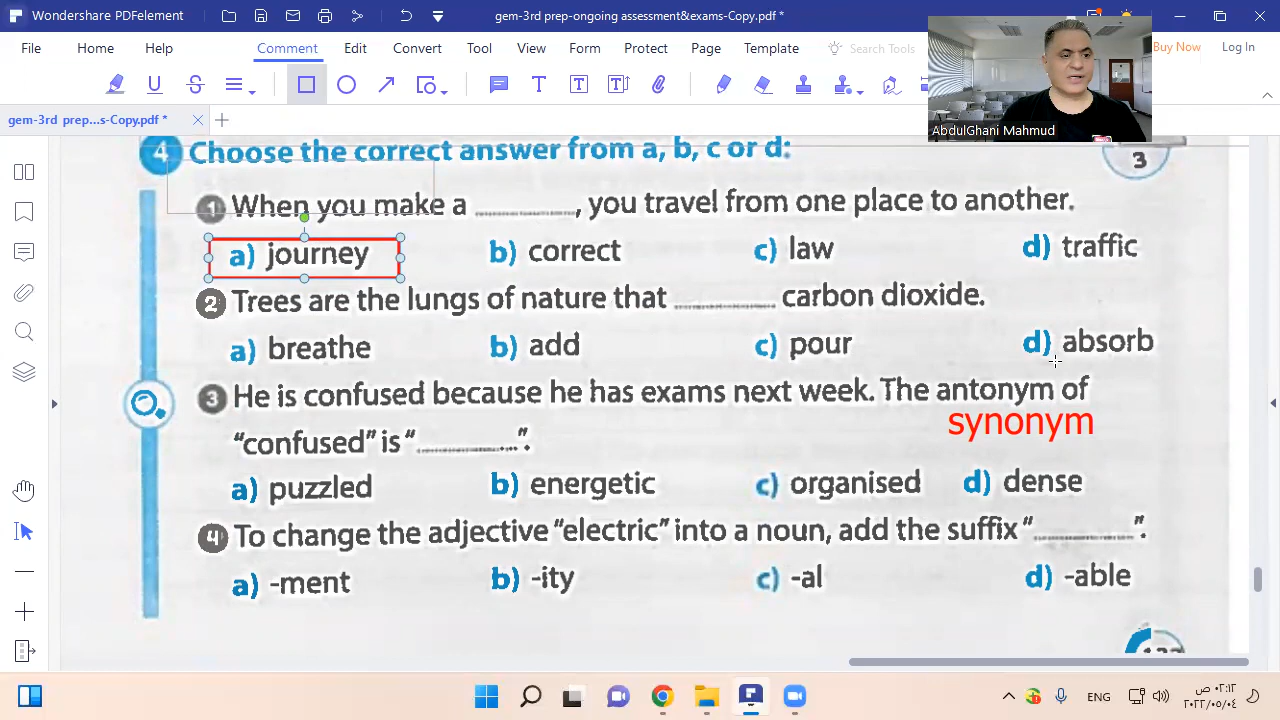 Wondershare PDFelement
gem-3rd prep-ongoing assessment&exams-Copy.pdf *
File Home Help Comment Edit Convert Tool View Form Protect Page Template Search Tools Buy Now Log In
gem-3rd prep...s-Copy.pdf *
AbdulGhani Mahmud
4 Choose the correct answer from a, b, c or d:
3
1 When you make a ............, you travel from one place to another.
a) journey b) correct c) law d) traffic
2 Trees are the lungs of nature that ............ carbon dioxide.
a) breathe b) add c) pour d) absorb
3 He is confused because he has exams next week. The antonym of
synonym
"confused" is "............".
a) puzzled b) energetic c) organised d) dense
4 To change the adjective "electric" into a noun, add the suffix "............".
a) -ment b) -ity c) -al d) -able
ENG
٠٢:١٣ ص
٢٠٢٢/٠٥/٠٤